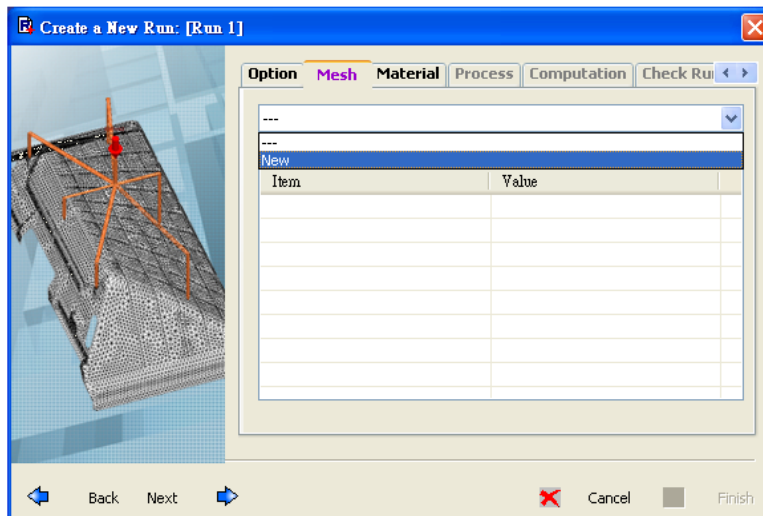 Create a New Run: [Run 1]
Option Mesh Material Process Computation Check Ru
---
---
New
Item Value
Back Next Cancel Finish